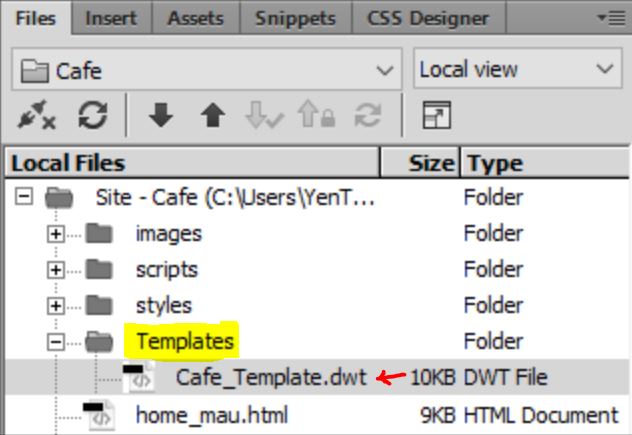 Files Insert Assets Snippets CSS Designer
Cafe Local view
Local Files Size Type
Site - Cafe (C:\Users\YenT... Folder
images Folder
scripts Folder
styles Folder
Templates Folder
Cafe_Template.dwt 10KB DWT File
home_mau.html 9KB HTML Document